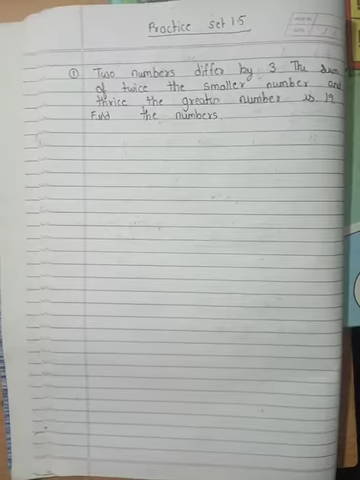 Practice set 1.5
① Two numbers differ by 3. The sum
of twice the smaller number and
thrice the greater number is 19
Find the numbers